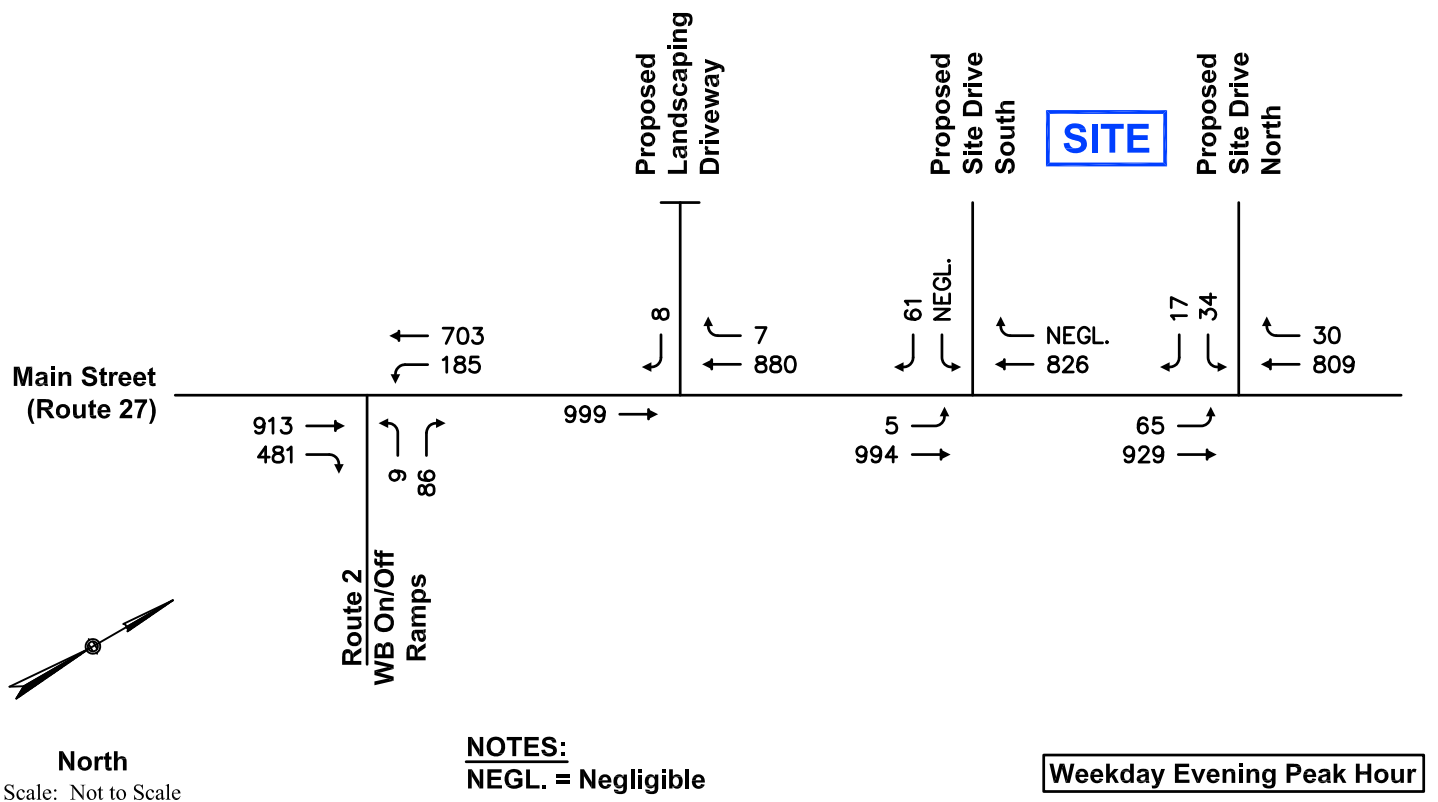 Proposed
Landscaping
Driveway
Proposed
Site Drive
South
SITE
Proposed
Site Drive
North
8
61
NEGL.
17
34
703
7
NEGL.
30
185
880
826
809
Main Street
(Route 27)
913
481
9
86
999
5
994
65
929
Route 2
WB On/Off
Ramps
North
Scale: Not to Scale
NOTES:
NEGL. = Negligible
Weekday Evening Peak Hour